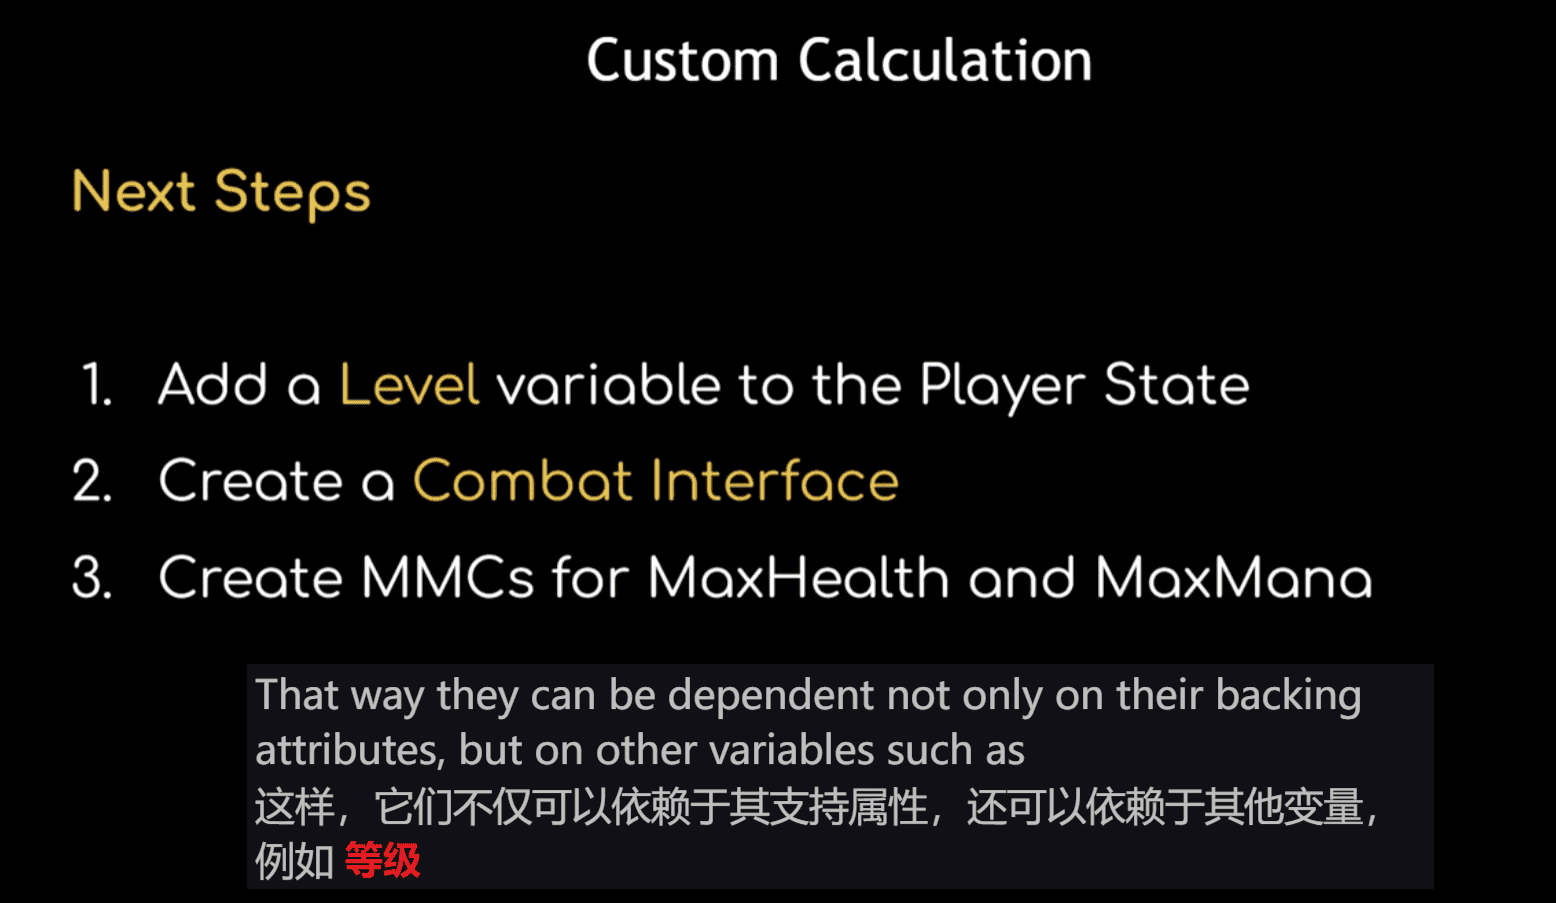 Custom Calculation
Next Steps
1. Add a Level variable to the Player State
2. Create a Combat Interface
3. Create MMCs for MaxHealth and MaxMana
That way they can be dependent not only on their backing
attributes, but on other variables such as
这样，它们不仅可以依赖于其支持属性，还可以依赖于其他变量，
例如 等级